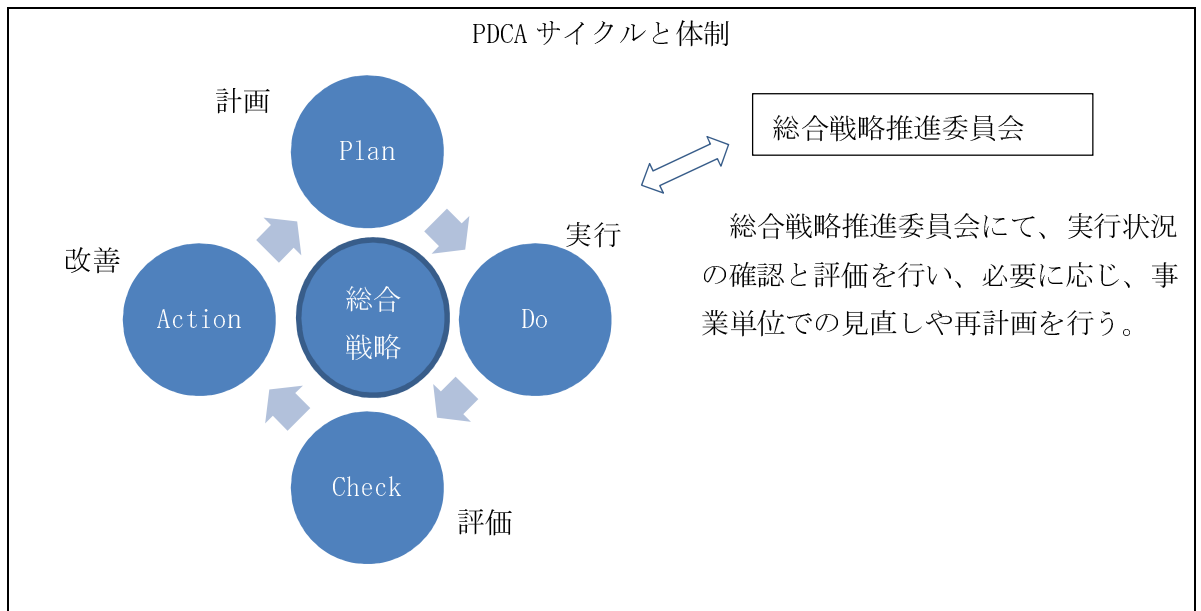 PDCA サイクルと体制
計画
Plan
総合戦略推進委員会
実行
総合戦略推進委員会にて、実行状況
の確認と評価を行い、必要に応じ、事
業単位での見直しや再計画を行う。
改善
Action
総合
戦略
Do
Check
評価